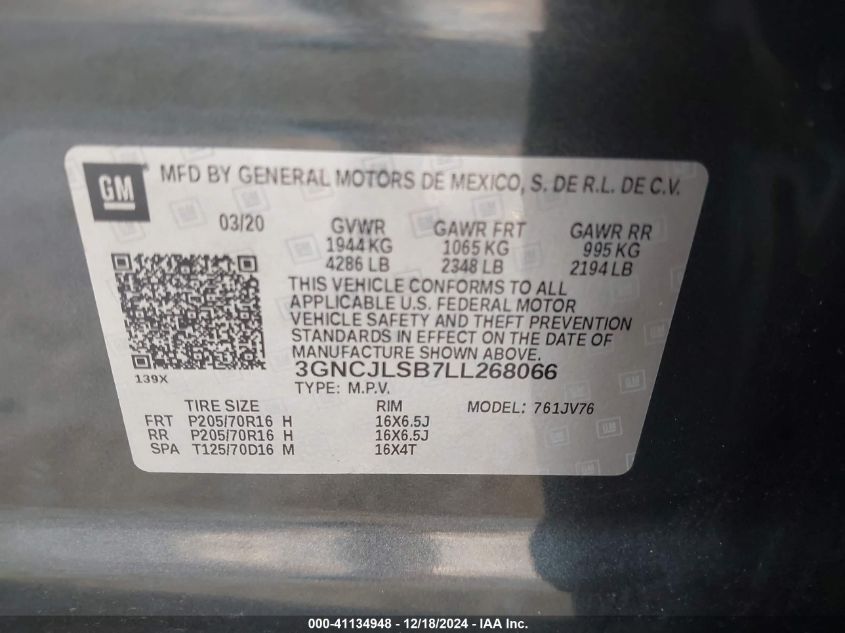 GM
MFD BY GENERAL MOTORS DE MEXICO, S. DE R.L. DE C.V.
03/20 GVWR GAWR FRT GAWR RR
1944 KG 1065 KG 995 KG
4286 LB 2348 LB 2194 LB
THIS VEHICLE CONFORMS TO ALL
APPLICABLE U.S. FEDERAL MOTOR
VEHICLE SAFETY AND THEFT PREVENTION
STANDARDS IN EFFECT ON THE DATE OF
MANUFACTURE SHOWN ABOVE.
139X
3GNCJLSB7LL268066
TYPE: M.P.V.
TIRE SIZE RIM MODEL: 761JV76
FRT P205/70R16 H 16X6.5J
RR P205/70R16 H 16X6.5J
SPA T125/70D16 M 16X4T
000-41134948 - 12/18/2024 - IAA Inc.